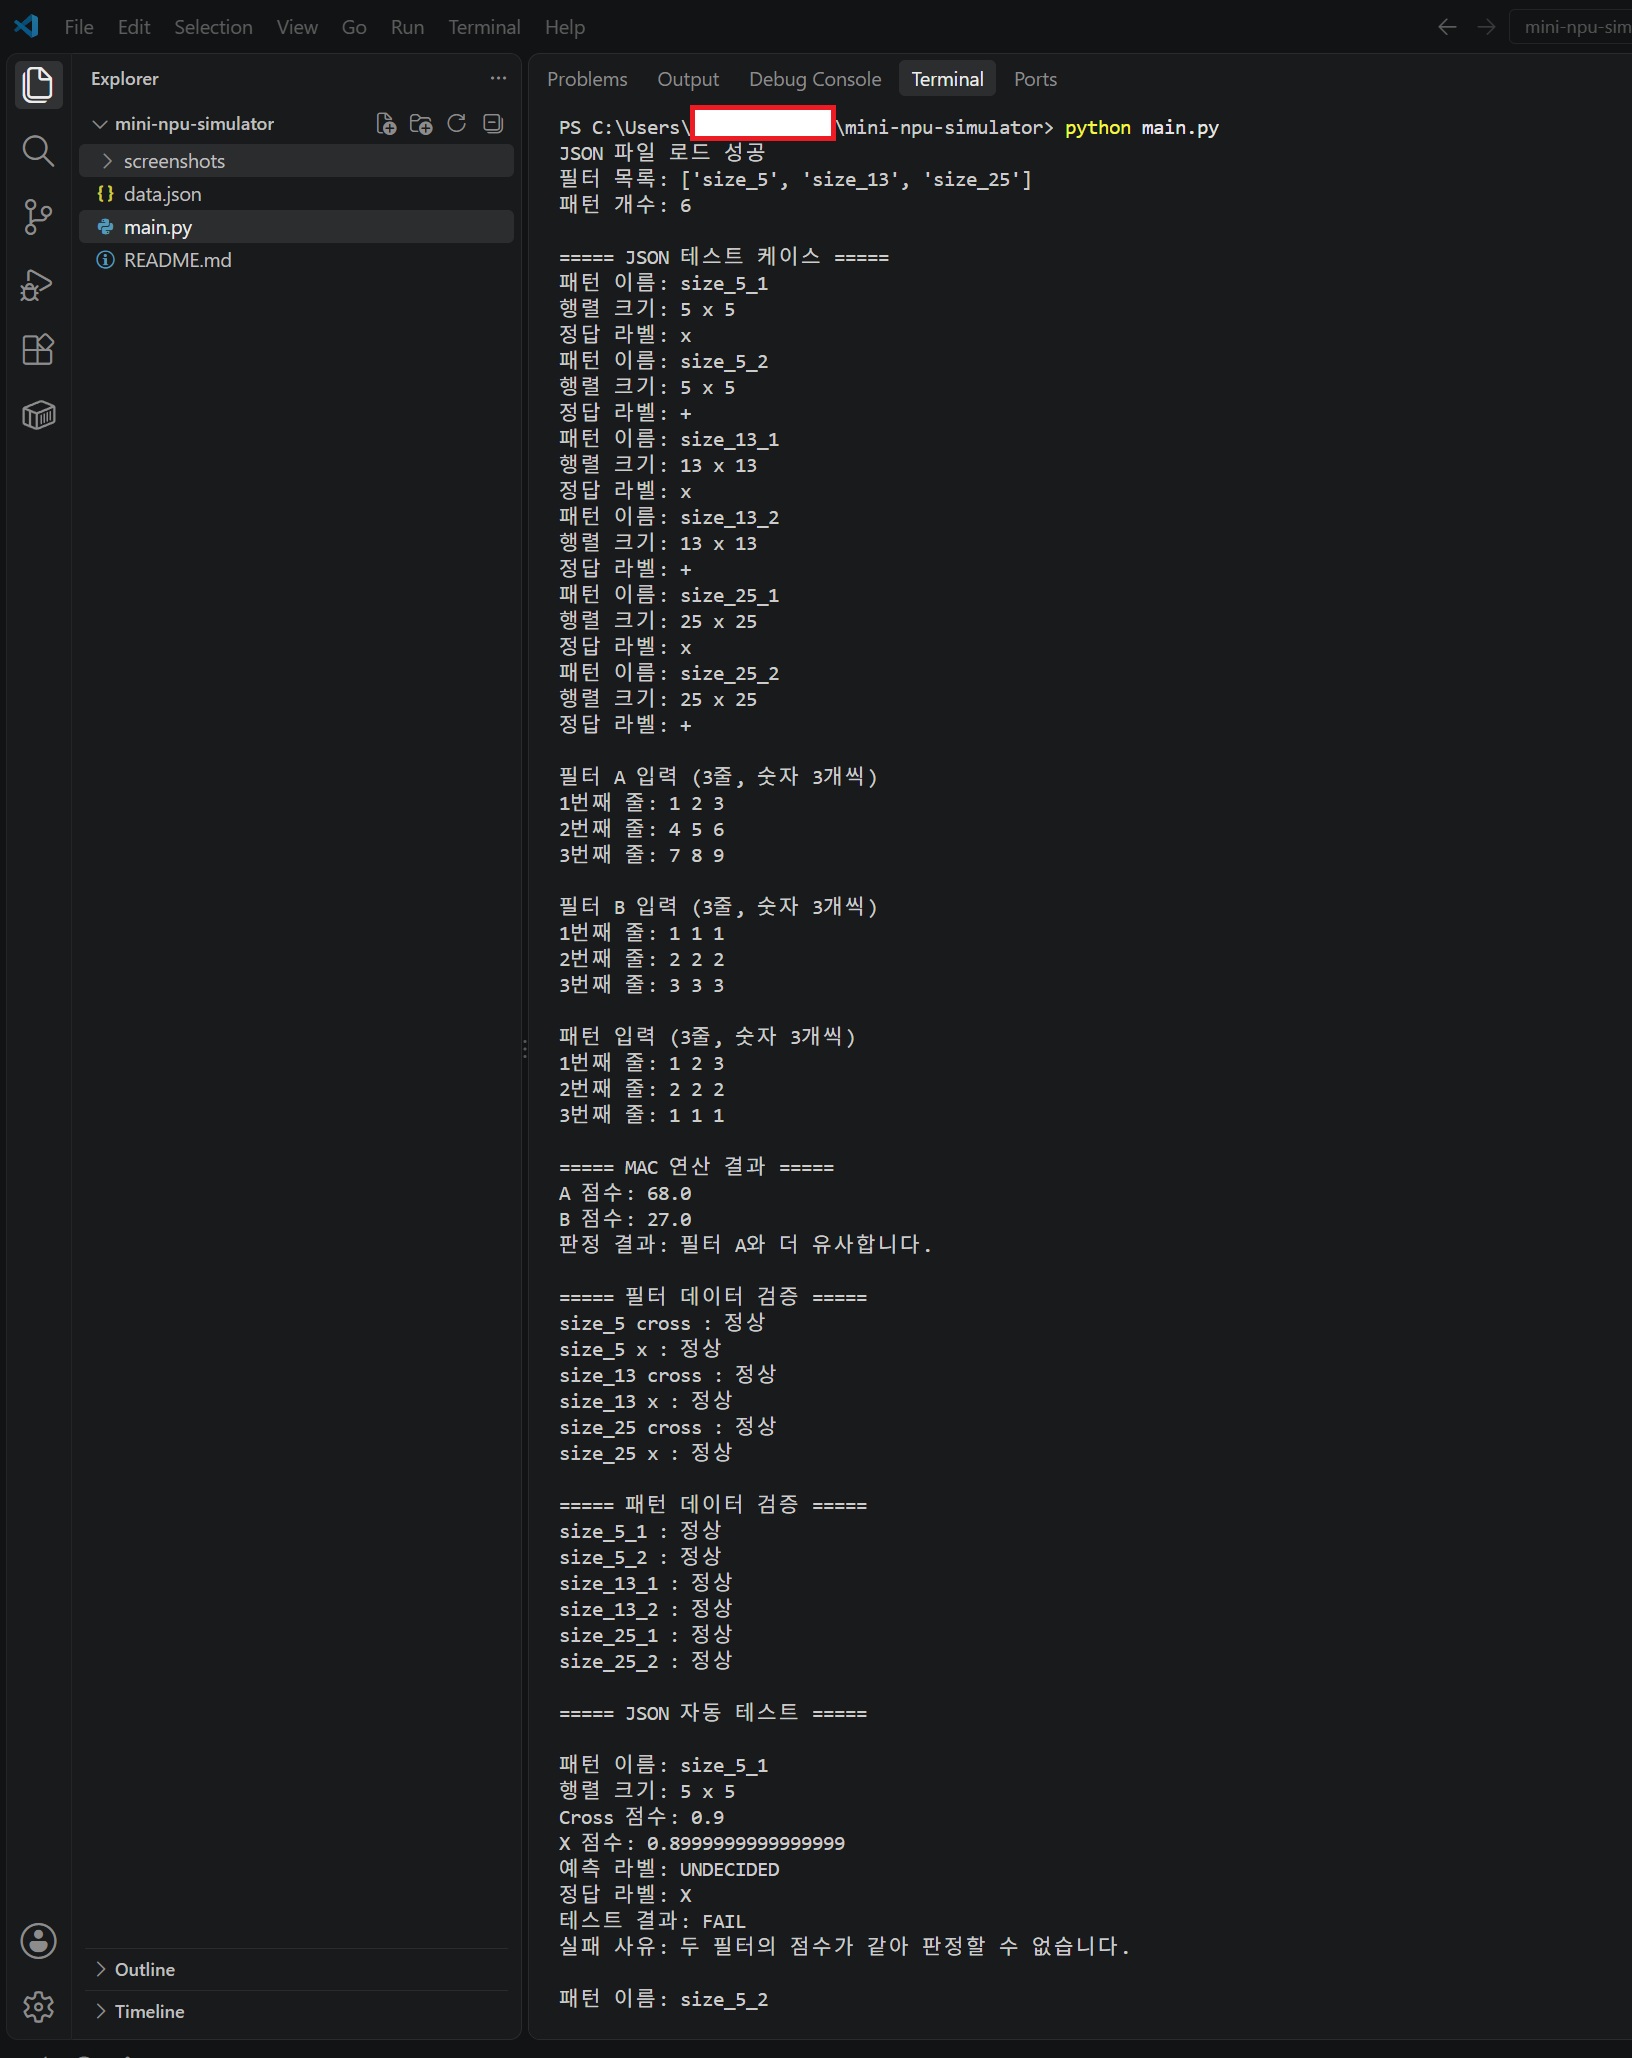 File Edit Selection View Go Run Terminal Help
mini-npu-sim
Explorer
mini-npu-simulator
screenshots
data.json
main.py
README.md
Outline
Timeline
Problems Output Debug Console Terminal Ports
PS C:\Users\ \mini-npu-simulator> python main.py
JSON 파일 로드 성공
필터 목록: ['size_5', 'size_13', 'size_25']
패턴 개수: 6
===== JSON 테스트 케이스 =====
패턴 이름: size_5_1
행렬 크기: 5 x 5
정답 라벨: x
패턴 이름: size_5_2
행렬 크기: 5 x 5
정답 라벨: +
패턴 이름: size_13_1
행렬 크기: 13 x 13
정답 라벨: x
패턴 이름: size_13_2
행렬 크기: 13 x 13
정답 라벨: +
패턴 이름: size_25_1
행렬 크기: 25 x 25
정답 라벨: x
패턴 이름: size_25_2
행렬 크기: 25 x 25
정답 라벨: +
필터 A 입력 (3줄, 숫자 3개씩)
1번째 줄: 1 2 3
2번째 줄: 4 5 6
3번째 줄: 7 8 9
필터 B 입력 (3줄, 숫자 3개씩)
1번째 줄: 1 1 1
2번째 줄: 2 2 2
3번째 줄: 3 3 3
패턴 입력 (3줄, 숫자 3개씩)
1번째 줄: 1 2 3
2번째 줄: 2 2 2
3번째 줄: 1 1 1
===== MAC 연산 결과 =====
A 점수: 68.0
B 점수: 27.0
판정 결과: 필터 A와 더 유사합니다.
===== 필터 데이터 검증 =====
size_5 cross : 정상
size_5 x : 정상
size_13 cross : 정상
size_13 x : 정상
size_25 cross : 정상
size_25 x : 정상
===== 패턴 데이터 검증 =====
size_5_1 : 정상
size_5_2 : 정상
size_13_1 : 정상
size_13_2 : 정상
size_25_1 : 정상
size_25_2 : 정상
===== JSON 자동 테스트 =====
패턴 이름: size_5_1
행렬 크기: 5 x 5
Cross 점수: 0.9
X 점수: 0.8999999999999999
예측 라벨: UNDECIDED
정답 라벨: X
테스트 결과: FAIL
실패 사유: 두 필터의 점수가 같아 판정할 수 없습니다.
패턴 이름: size_5_2